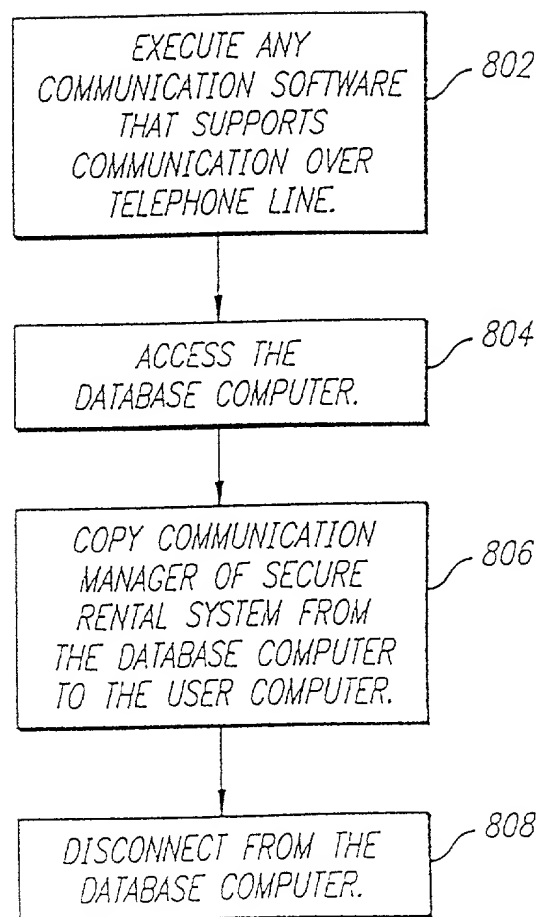 EXECUTE ANY
COMMUNICATION SOFTWARE
THAT SUPPORTS
COMMUNICATION OVER
TELEPHONE LINE.
802
ACCESS THE
DATABASE COMPUTER.
804
COPY COMMUNICATION
MANAGER OF SECURE
RENTAL SYSTEM FROM
THE DATABASE COMPUTER
TO THE USER COMPUTER.
806
DISCONNECT FROM THE
DATABASE COMPUTER.
808